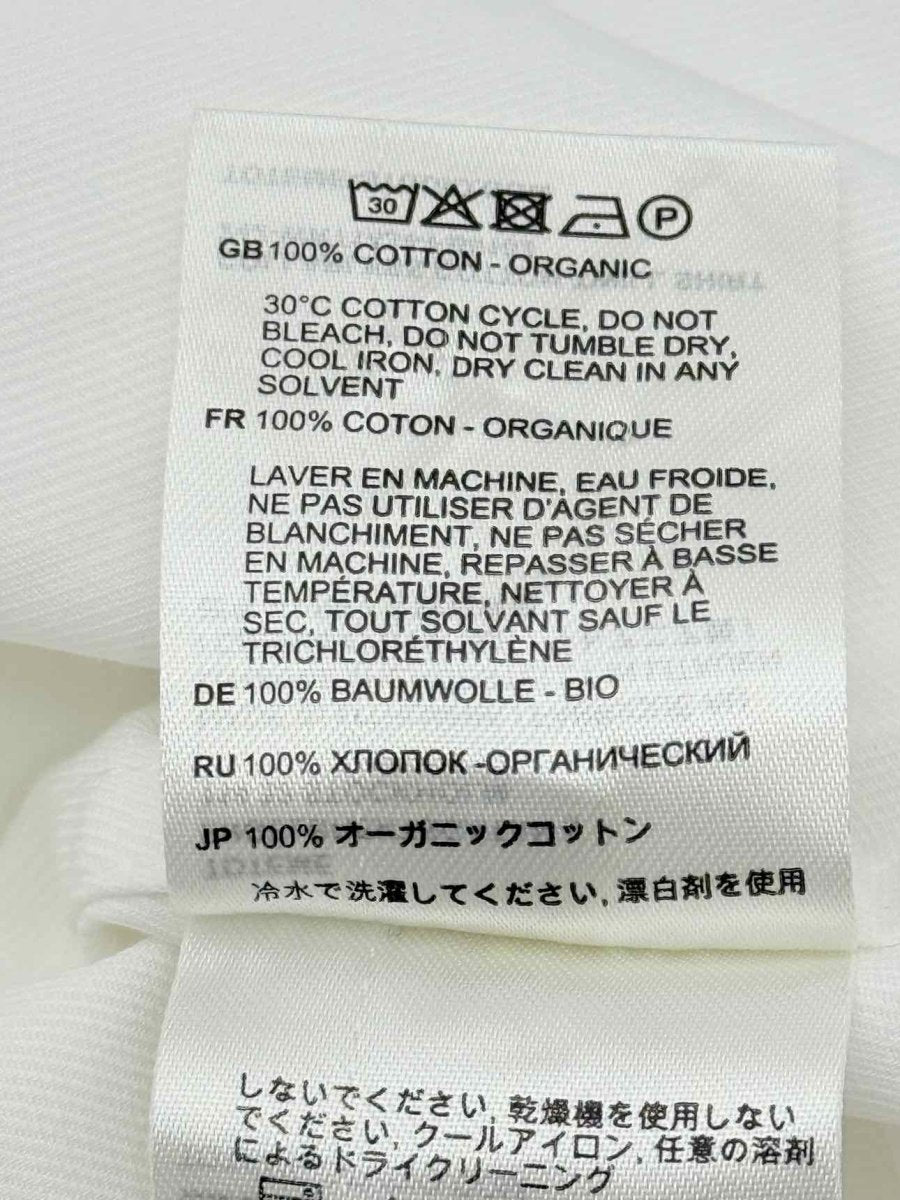 30 P
GB 100% COTTON - ORGANIC
30°C COTTON CYCLE, DO NOT
BLEACH, DO NOT TUMBLE DRY,
COOL IRON, DRY CLEAN IN ANY
SOLVENT
FR 100% COTON - ORGANIQUE
LAVER EN MACHINE, EAU FROIDE,
NE PAS UTILISER D'AGENT DE
BLANCHIMENT, NE PAS SÉCHER
EN MACHINE, REPASSER À BASSE
TEMPÉRATURE, NETTOYER À
SEC, TOUT SOLVANT SAUF LE
TRICHLORÉTHYLÈNE
DE 100% BAUMWOLLE - BIO
RU 100% ХЛОПОК -ОРГАНИЧЕСКИЙ
JP 100% オーガニックコットン
冷水で洗濯してください, 漂白剤を使用
しないでください, 乾燥機を使用しない
でください, クールアイロン, 任意の溶剤
によるドライクリーニング